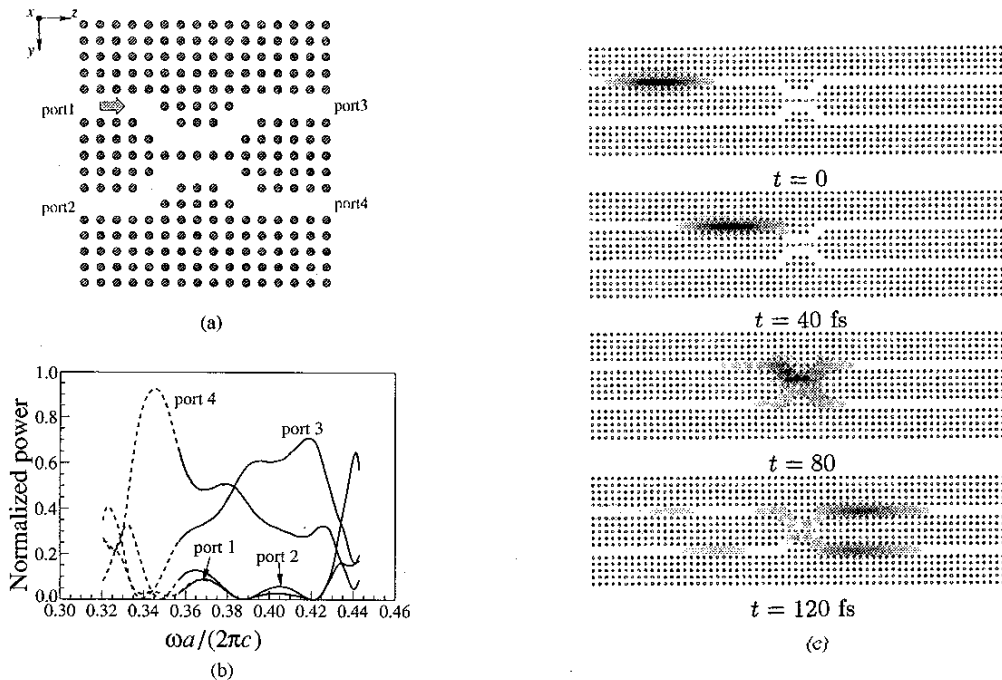 x
z
y
port1
port3
port2
port4
(a)
Normalized power
1.0
0.8
0.6
0.4
0.2
0.0
port 4
port 3
port 1
port 2
0.30 0.32 0.34 0.36 0.38 0.40 0.42 0.44 0.46
ωa/(2πc)
(b)
t = 0
t = 40 fs
t = 80
t = 120 fs
(c)